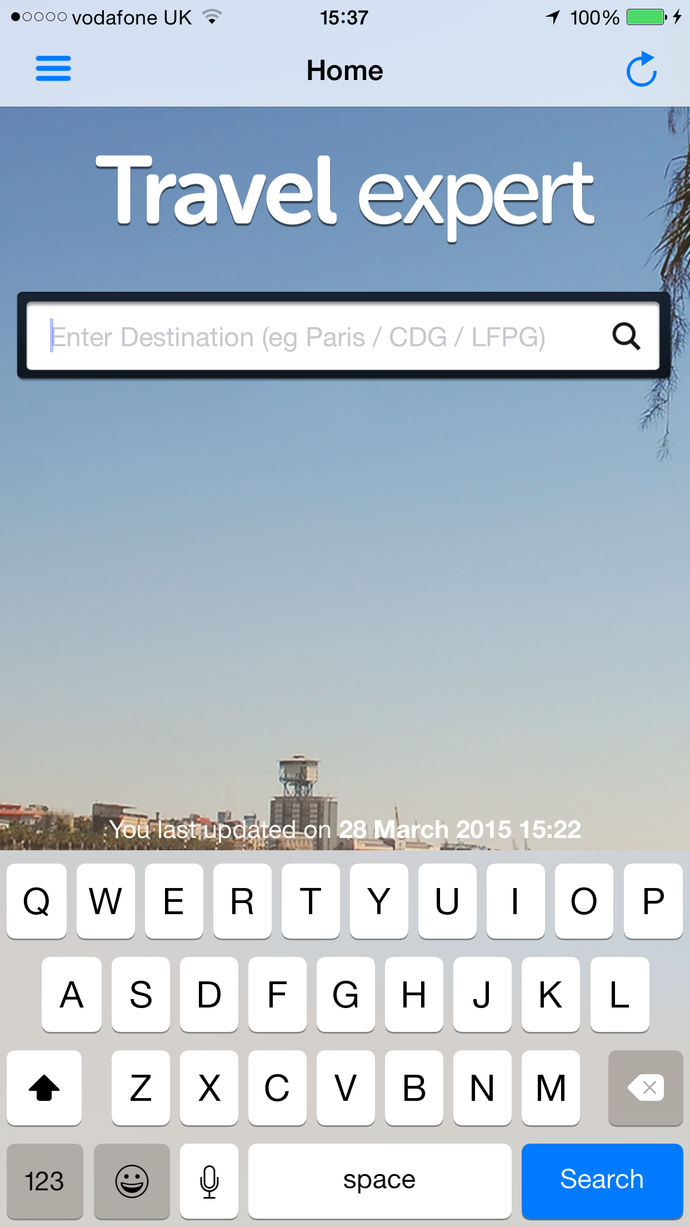 vodafone UK 15:37 100%
Home
Travel expert
Enter Destination (eg Paris / CDG / LFPG)
You last updated on 28 March 2015 15:22
Q W E R T Y U I O P
A S D F G H J K L
Z X C V B N M
123 space Search